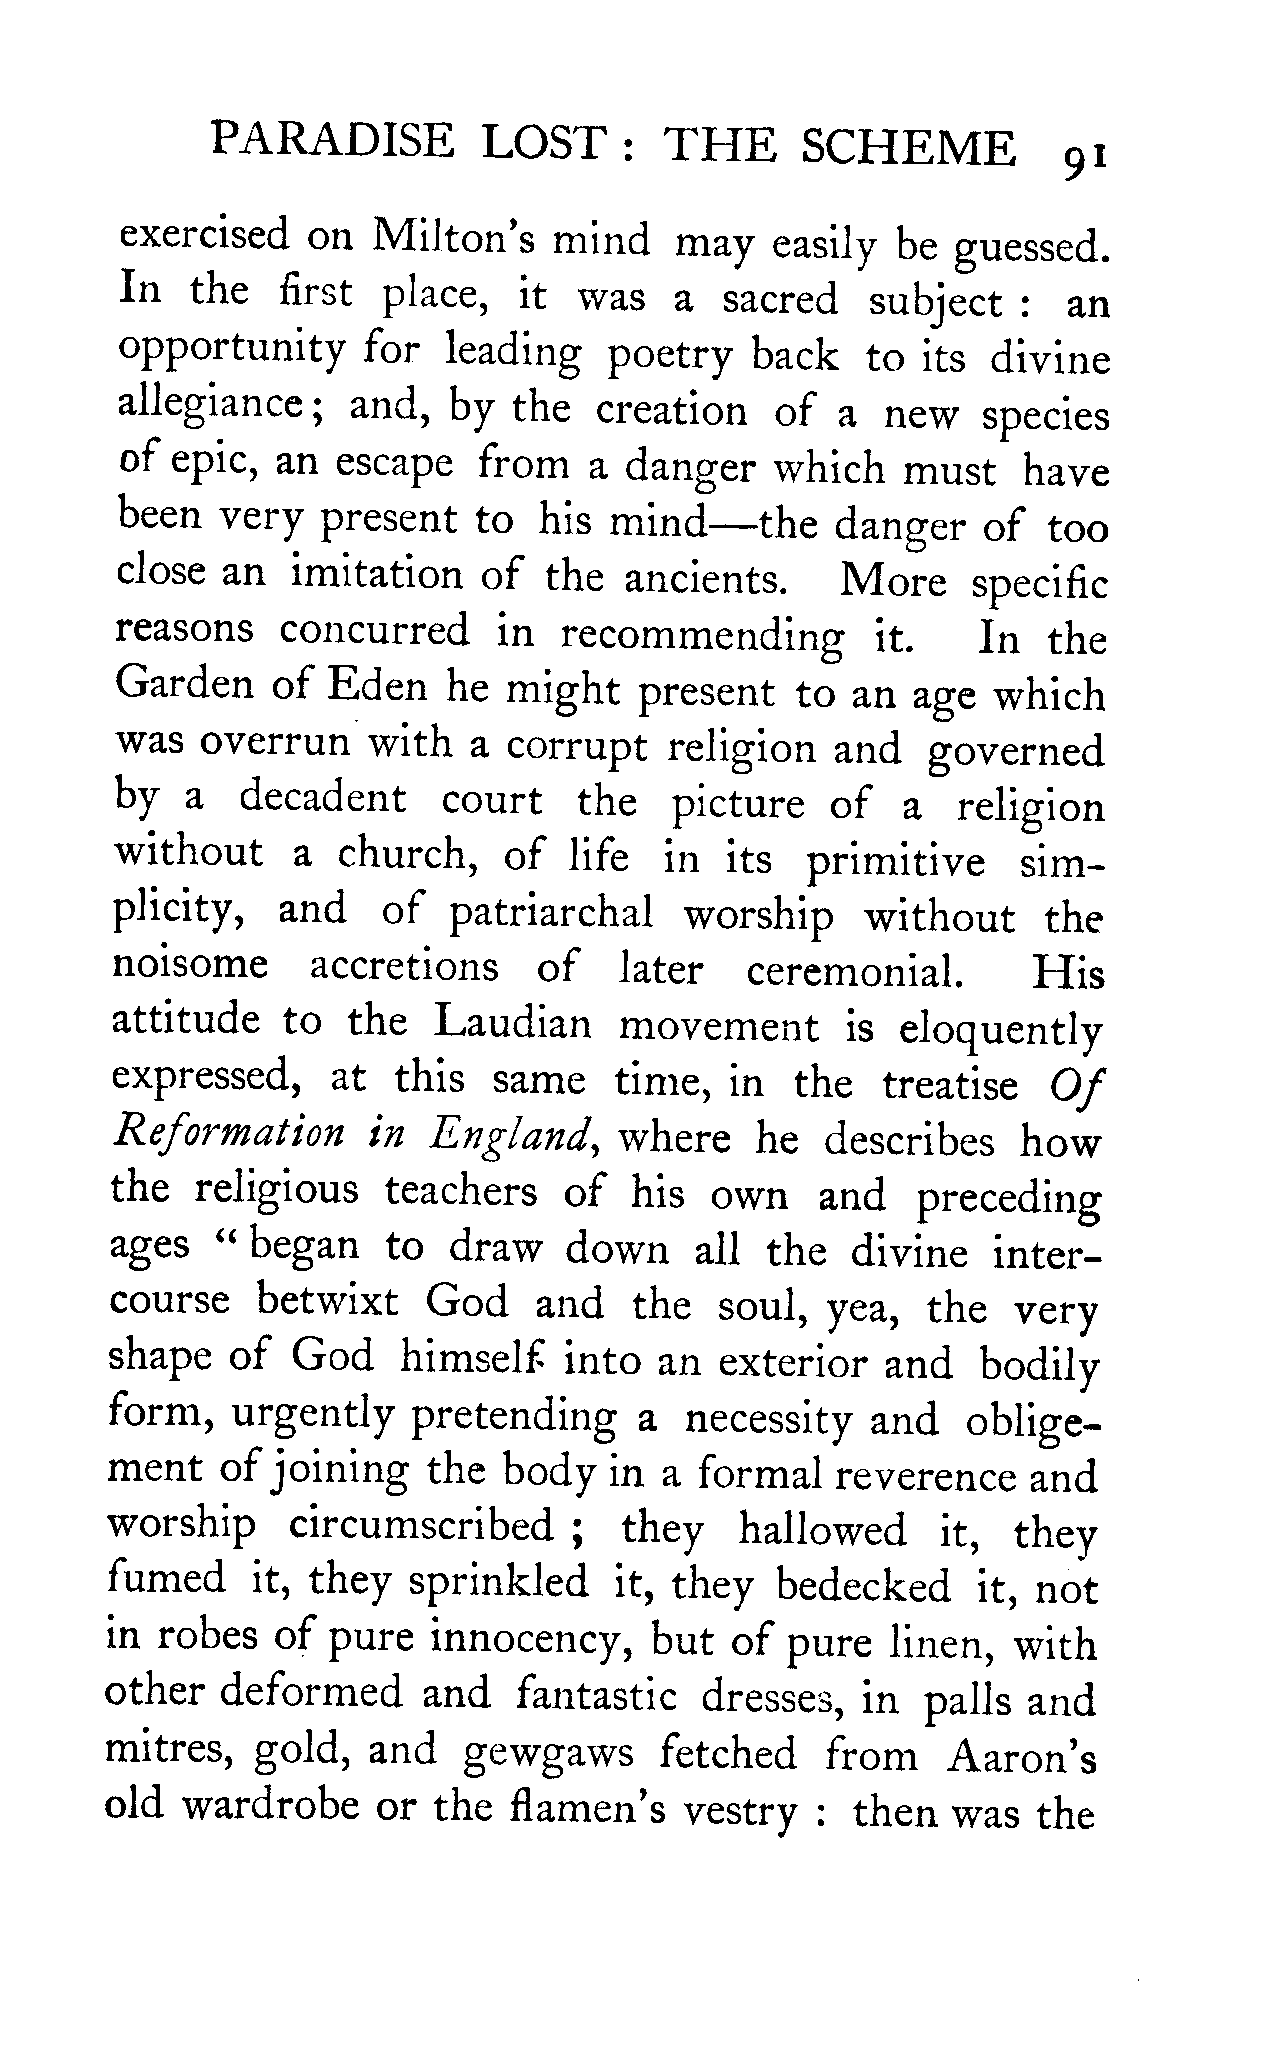 PARADISE LOST : THE SCHEME 91
exercised on Milton's mind may easily be guessed.
In the first place, it was a sacred subject : an
opportunity for leading poetry back to its divine
allegiance ; and, by the creation of a new species
of epic, an escape from a danger which must have
been very present to his mind—the danger of too
close an imitation of the ancients. More specific
reasons concurred in recommending it. In the
Garden of Eden he might present to an age which
was overrun with a corrupt religion and governed
by a decadent court the picture of a religion
without a church, of life in its primitive sim-
plicity, and of patriarchal worship without the
noisome accretions of later ceremonial. His
attitude to the Laudian movement is eloquently
expressed, at this same time, in the treatise Of
Reformation in England, where he describes how
the religious teachers of his own and preceding
ages “ began to draw down all the divine inter-
course betwixt God and the soul, yea, the very
shape of God himself into an exterior and bodily
form, urgently pretending a necessity and oblige-
ment of joining the body in a formal reverence and
worship circumscribed ; they hallowed it, they
fumed it, they sprinkled it, they bedecked it, not
in robes of pure innocency, but of pure linen, with
other deformed and fantastic dresses, in palls and
mitres, gold, and gewgaws fetched from Aaron's
old wardrobe or the flamen's vestry : then was the